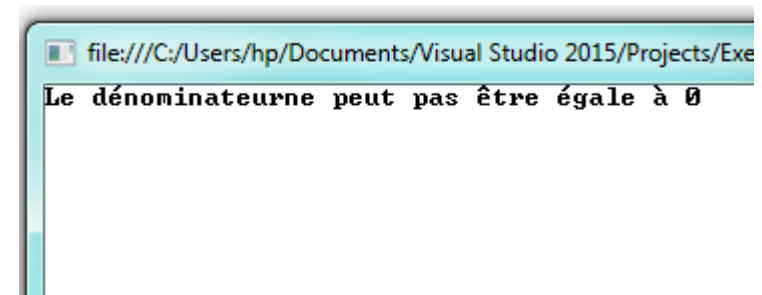 file:///C:/Users/hp/Documents/Visual Studio 2015/Projects/Exe
Le dénominateurne peut pas être égale à 0